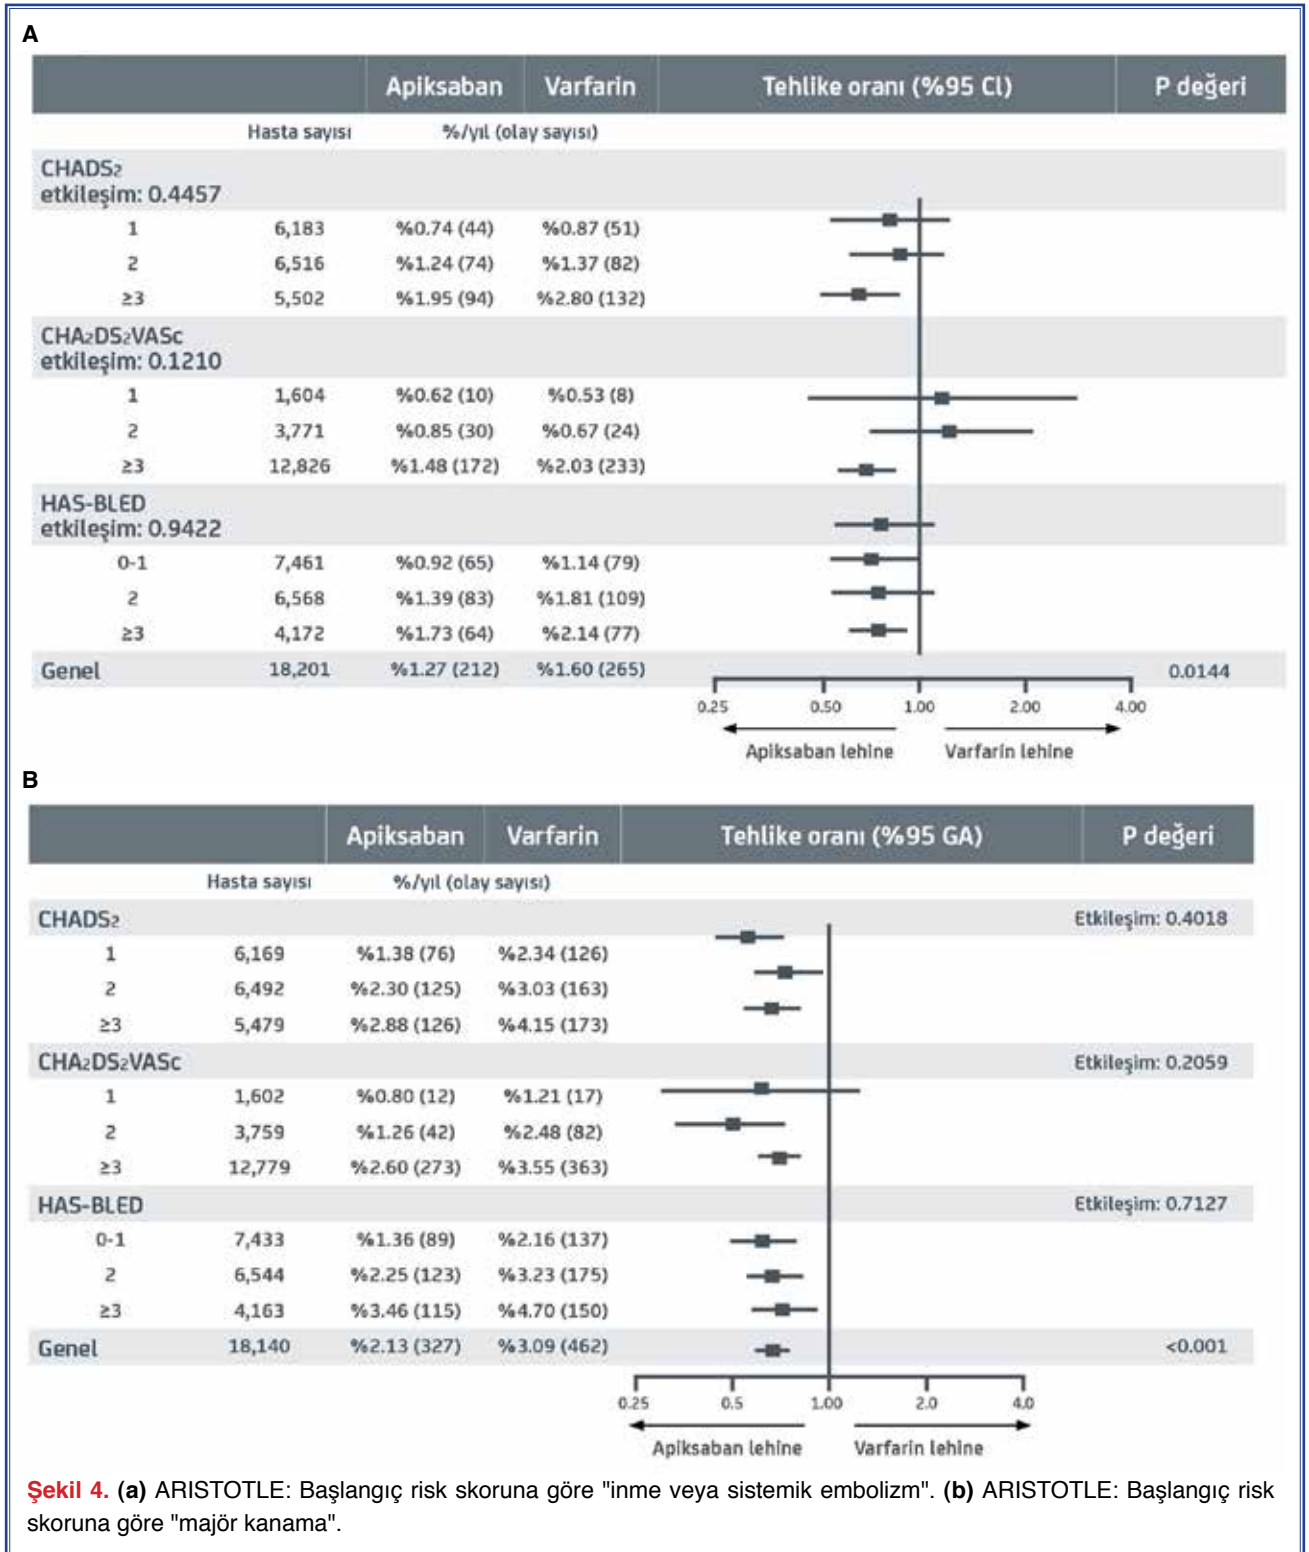 A
Apiksaban Varfarin Tehlike oranı (%95 Cl) P değeri
Hasta sayısı %/yıl (olay sayısı)
CHADS₂
etkileşim: 0.4457
1 6,183 %0.74 (44) %0.87 (51)
2 6,516 %1.24 (74) %1.37 (82)
≥3 5,502 %1.95 (94) %2.80 (132)
CHA₂DS₂VASc
etkileşim: 0.1210
1 1,604 %0.62 (10) %0.53 (8)
2 3,771 %0.85 (30) %0.67 (24)
≥3 12,826 %1.48 (172) %2.03 (233)
HAS-BLED
etkileşim: 0.9422
0-1 7,461 %0.92 (65) %1.14 (79)
2 6,568 %1.39 (83) %1.81 (109)
≥3 4,172 %1.73 (64) %2.14 (77)
Genel 18,201 %1.27 (212) %1.60 (265) 0.0144
0.25 0.50 1.00 2.00 4.00
Apiksaban lehine Varfarin lehine
B
Apiksaban Varfarin Tehlike oranı (%95 GA) P değeri
Hasta sayısı %/yıl (olay sayısı)
CHADS₂ Etkileşim: 0.4018
1 6,169 %1.38 (76) %2.34 (126)
2 6,492 %2.30 (125) %3.03 (163)
≥3 5,479 %2.88 (126) %4.15 (173)
CHA₂DS₂VASc Etkileşim: 0.2059
1 1,602 %0.80 (12) %1.21 (17)
2 3,759 %1.26 (42) %2.48 (82)
≥3 12,779 %2.60 (273) %3.55 (363)
HAS-BLED Etkileşim: 0.7127
0-1 7,433 %1.36 (89) %2.16 (137)
2 6,544 %2.25 (123) %3.23 (175)
≥3 4,163 %3.46 (115) %4.70 (150)
Genel 18,140 %2.13 (327) %3.09 (462) <0.001
0.25 0.5 1.00 2.0 4.0
Apiksaban lehine Varfarin lehine
Şekil 4. (a) ARISTOTLE: Başlangıç risk skoruna göre "inme veya sistemik embolizm". (b) ARISTOTLE: Başlangıç risk
skoruna göre "majör kanama".